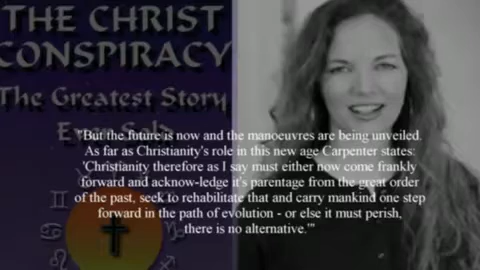 THE CHRIST
CONSPIRACY
The Greatest Story
Ever Sold
"But the future is now and the manoeuvres are being unveiled.
As far as Christianity's role in this new age Carpenter states:
'Christianity therefore as I say must either now come frankly
forward and acknow-ledge it's parentage from the great order
of the past, seek to rehabilitate that and carry mankind one step
forward in the path of evolution - or else it must perish,
there is no alternative.'"